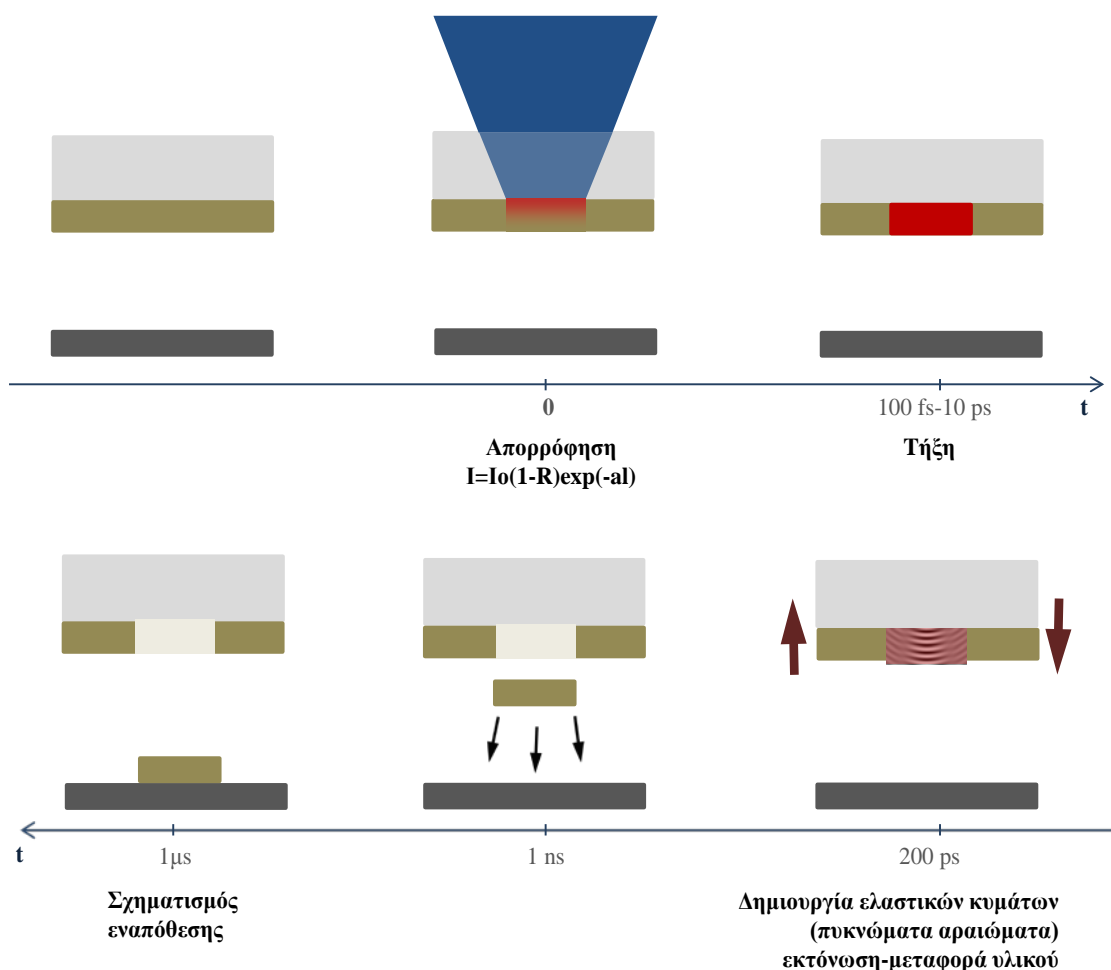 0
100 fs-10 ps
t
Απορρόφηση
I=Io(1-R)exp(-al)
Τήξη
t
1μs
1 ns
200 ps
Σχηματισμός
εναπόθεσης
Δημιουργία ελαστικών κυμάτων
(πυκνώματα αραιώματα)
εκτόνωση-μεταφορά υλικού